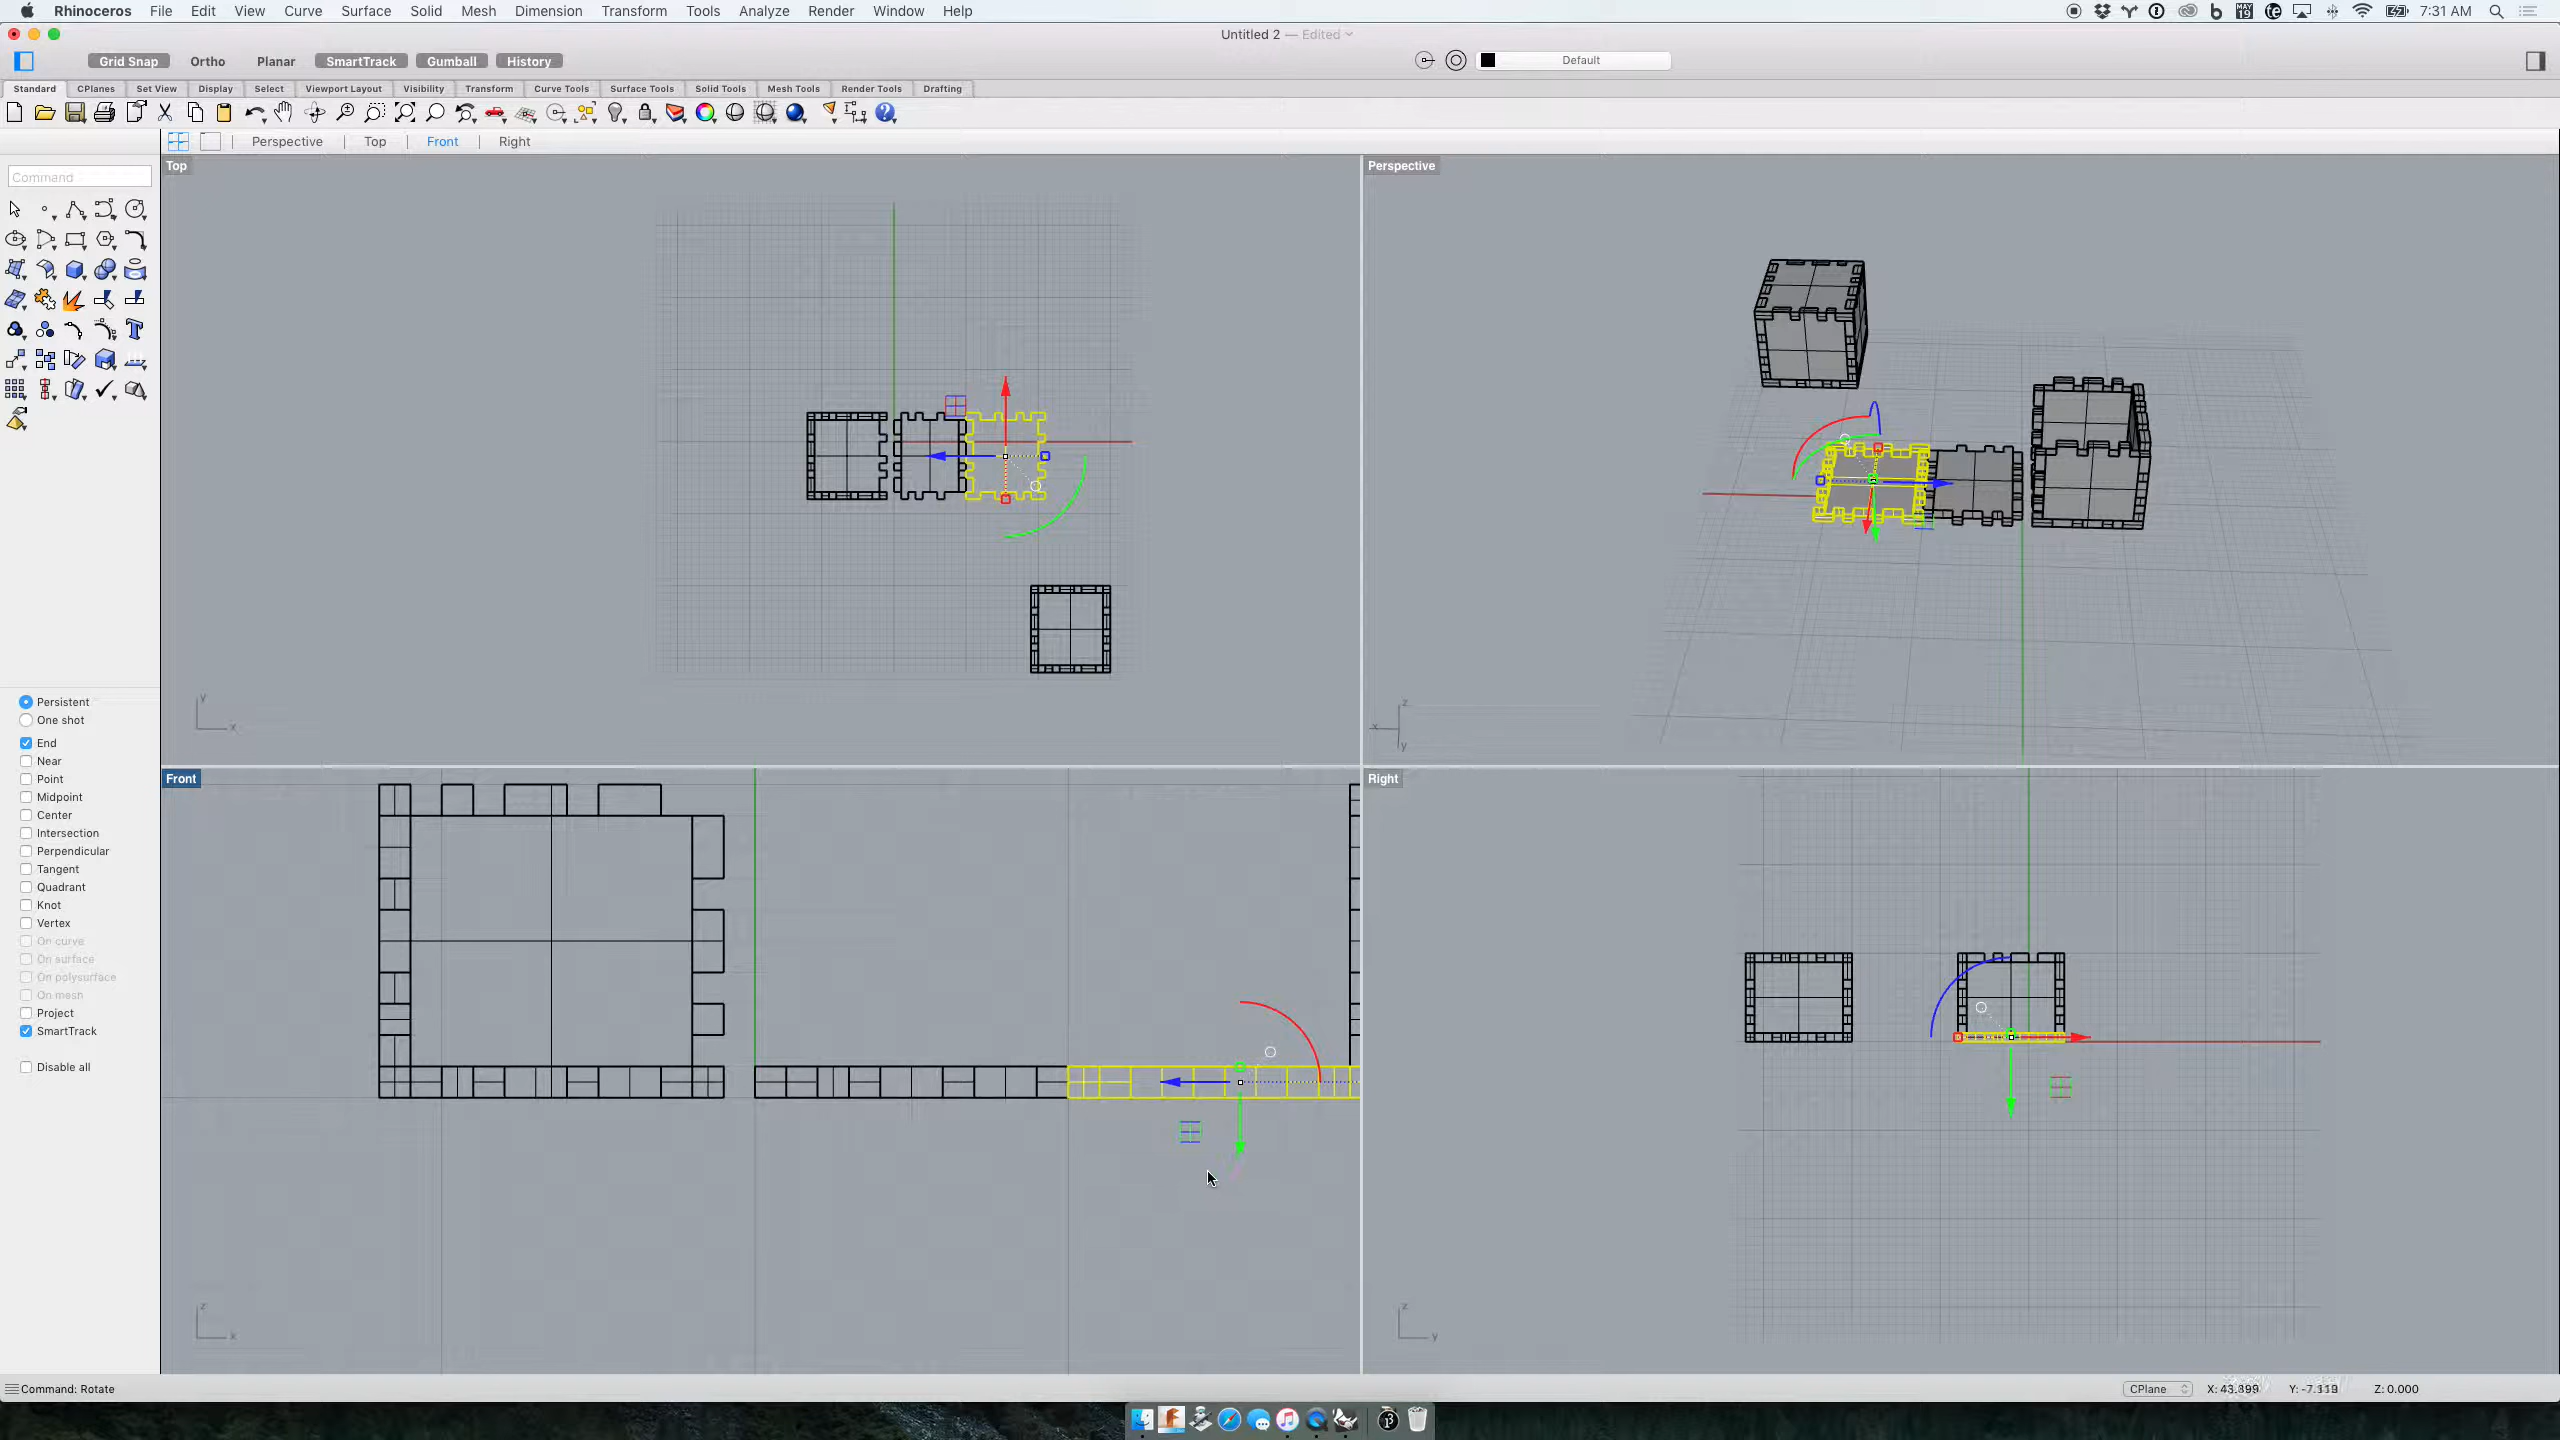 Rhinoceros File Edit View Curve Surface Solid Mesh Dimension Transform Tools Analyze Render Window Help 7:31 AM
Untitled 2 — Edited
Grid Snap Ortho Planar SmartTrack Gumball History Default
Standard CPlanes Set View Display Select Viewport Layout Visibility Transform Curve Tools Surface Tools Solid Tools Mesh Tools Render Tools Drafting
Perspective Top Front Right
Command
Top
Perspective
Front
Right
Persistent
One shot
End
Near
Point
Midpoint
Center
Intersection
Perpendicular
Tangent
Quadrant
Knot
Vertex
On curve
On surface
On polysurface
On mesh
Project
SmartTrack
Disable all
y
x
z
x
y
z
x
z
y
Command: Rotate
CPlane X: 43.899 Y: -7.113 Z: 0.000